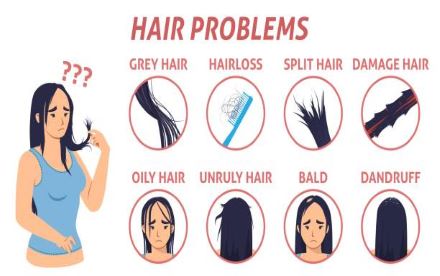 HAIR PROBLEMS
???
GREY HAIR HAIRLOSS SPLIT HAIR DAMAGE HAIR
OILY HAIR UNRULY HAIR BALD DANDRUFF